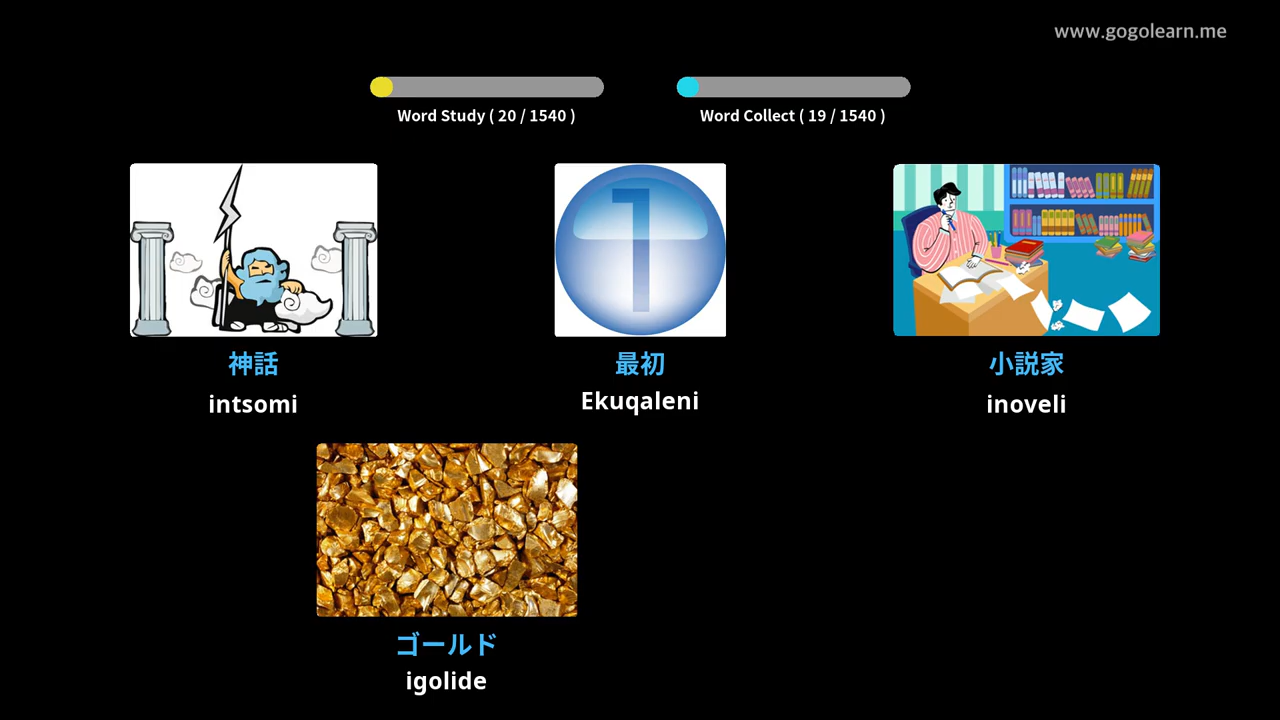 www.gogolearn.me
Word Study ( 20 / 1540 )
Word Collect ( 19 / 1540 )
1
神話
最初
小説家
intsomi
Ekuqaleni
inoveli
ゴールド
igolide